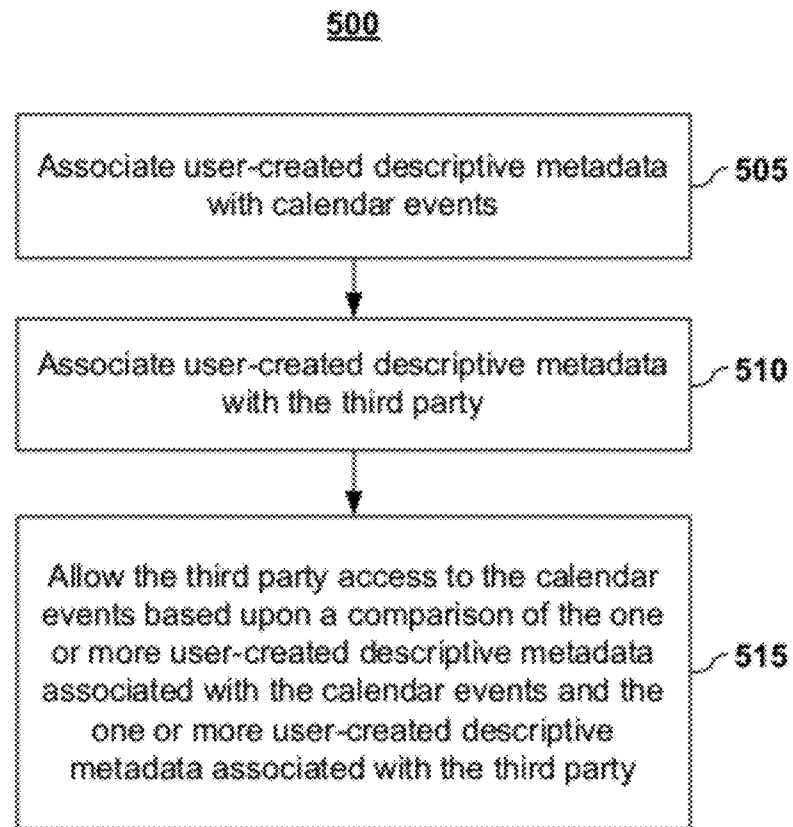 500
Associate user-created descriptive metadata
with calendar events
505
Associate user-created descriptive metadata
with the third party
510
Allow the third party access to the calendar
events based upon a comparison of the one
or more user-created descriptive metadata
associated with the calendar events and the
one or more user-created descriptive
metadata associated with the third party
515